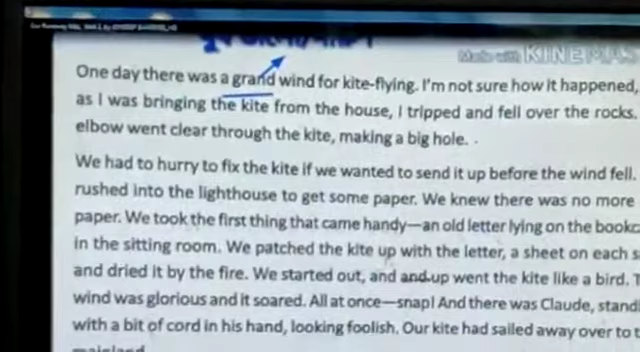 Made with KINEMAS
One day there was a grand wind for kite-flying. I'm not sure how it happened,
as I was bringing the kite from the house, I tripped and fell over the rocks.
elbow went clear through the kite, making a big hole. .
We had to hurry to fix the kite if we wanted to send it up before the wind fell.
rushed into the lighthouse to get some paper. We knew there was no more
paper. We took the first thing that came handy—an old letter lying on the bookc
in the sitting room. We patched the kite up with the letter, a sheet on each s
and dried it by the fire. We started out, and and up went the kite like a bird. T
wind was glorious and it soared. All at once—snap! And there was Claude, stand
with a bit of cord in his hand, looking foolish. Our kite had sailed away over to t
mainland